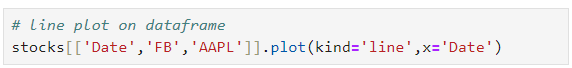 # line plot on dataframe
stocks[['Date','FB','AAPL']].plot(kind='line',x='Date')